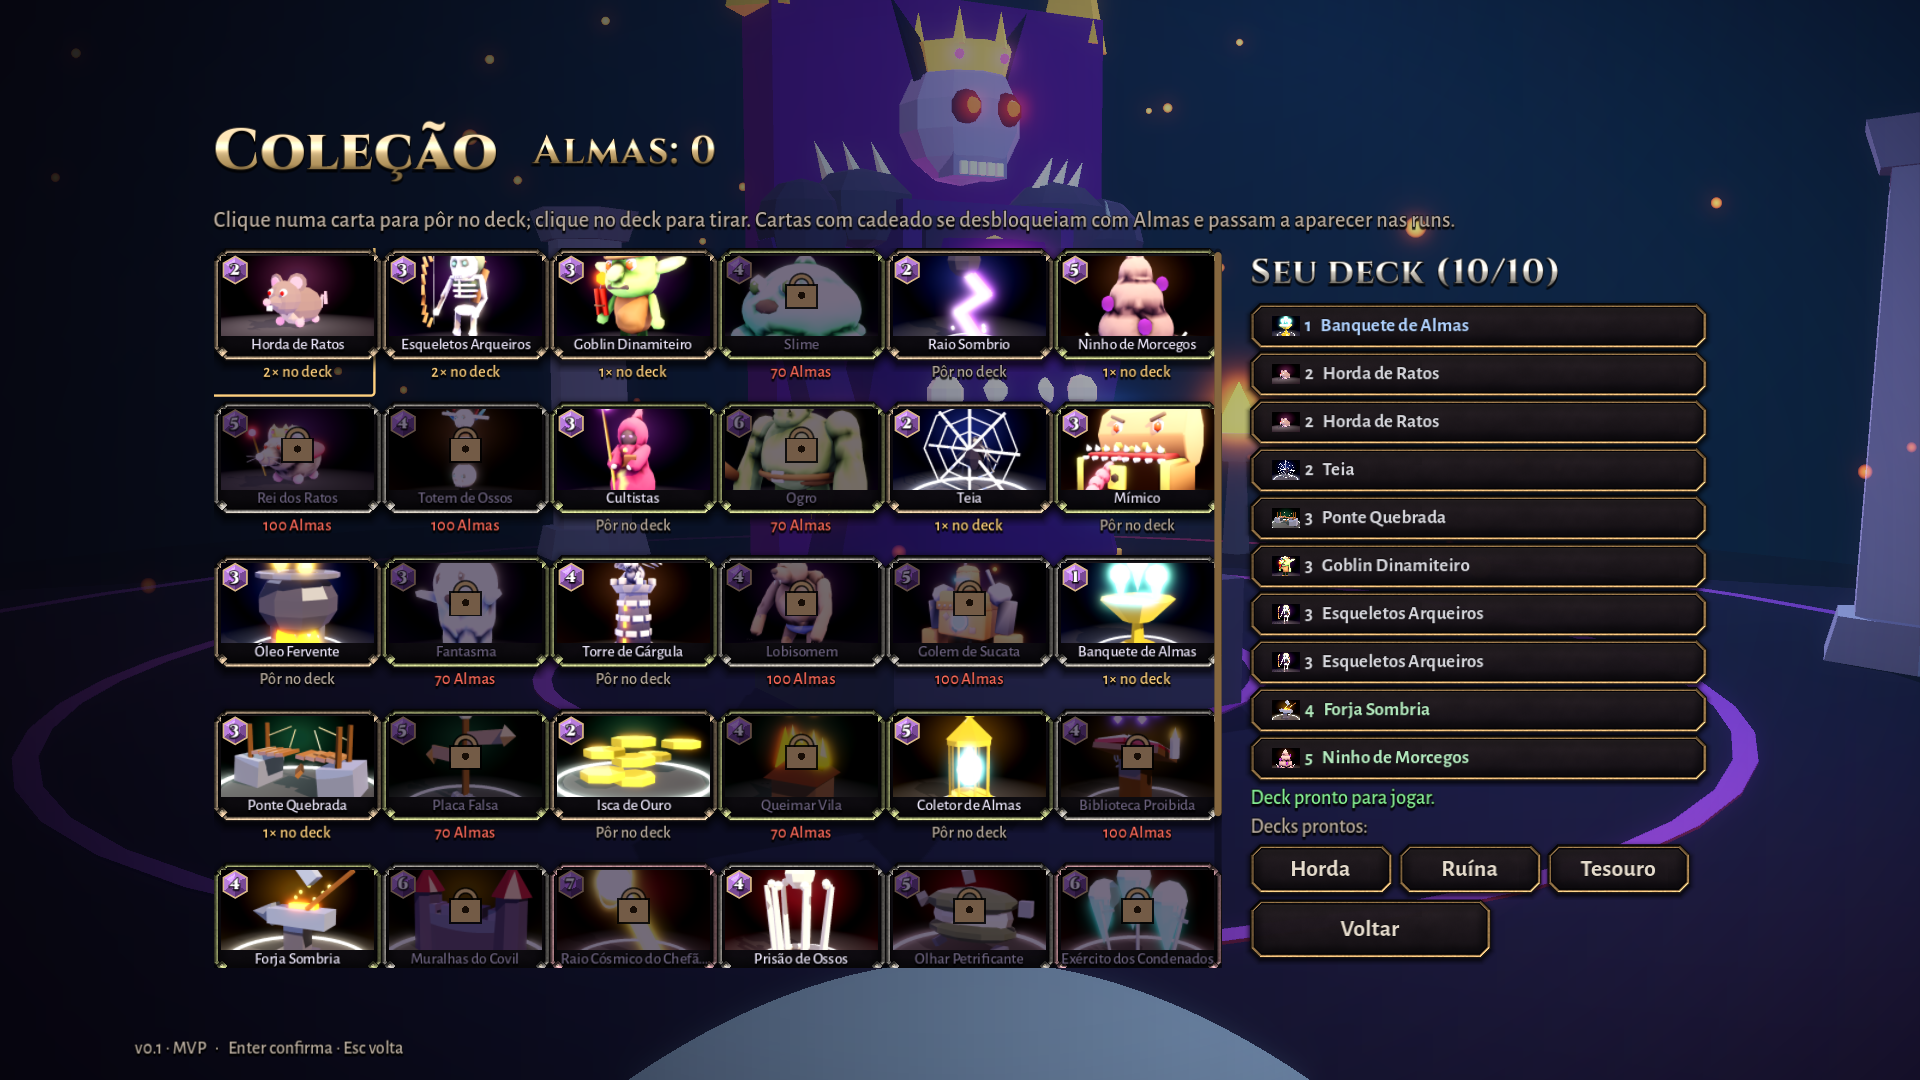 Coleção Almas: 0
Clique numa carta para pôr no deck; clique no deck para tirar. Cartas com cadeado se desbloqueiam com Almas e passam a aparecer nas runs.
2 3 3 4 2 5
Horda de Ratos Esqueletos Arqueiros Goblin Dinamiteiro Slime Raio Sombrio Ninho de Morcegos
2× no deck 2× no deck 1× no deck 70 Almas Pôr no deck 1× no deck
5 4 3 6 2 3
Rei dos Ratos Totem de Ossos Cultistas Ogro Teia Mímico
100 Almas 100 Almas Pôr no deck 70 Almas 1× no deck Pôr no deck
3 3 4 4 5 1
Óleo Fervente Fantasma Torre de Gárgula Lobisomem Golem de Sucata Banquete de Almas
Pôr no deck 70 Almas Pôr no deck 100 Almas 100 Almas 1× no deck
3 5 2 4 5 4
Ponte Quebrada Placa Falsa Isca de Ouro Queimar Vila Coletor de Almas Biblioteca Proibida
1× no deck 70 Almas Pôr no deck 70 Almas Pôr no deck 100 Almas
4 6 7 4 5 6
Forja Sombria Muralhas do Covil Raio Cósmico do Chefã... Prisão de Ossos Olhar Petrificante Exército dos Condenados
Seu deck (10/10)
1 Banquete de Almas
2 Horda de Ratos
2 Horda de Ratos
2 Teia
3 Ponte Quebrada
3 Goblin Dinamiteiro
3 Esqueletos Arqueiros
3 Esqueletos Arqueiros
4 Forja Sombria
5 Ninho de Morcegos
Deck pronto para jogar.
Decks prontos:
Horda Ruína Tesouro
Voltar
v0.1 · MVP · Enter confirma · Esc volta